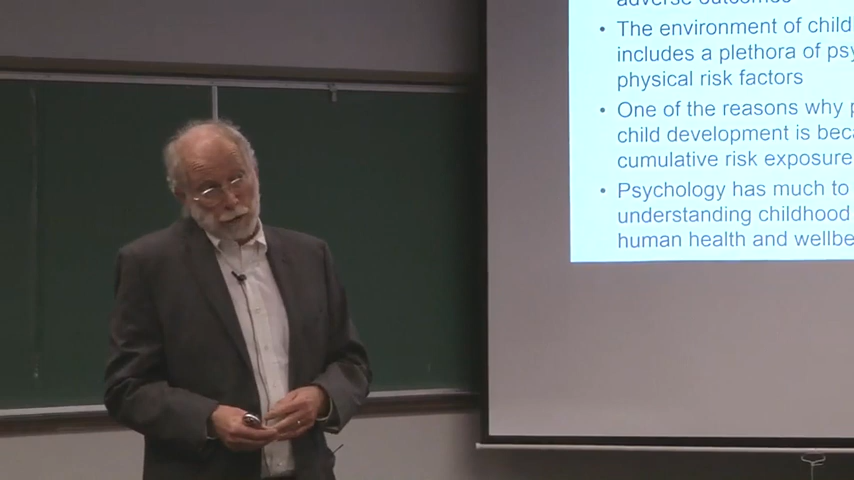 adverse outcomes
• The environment of child
includes a plethora of psy
physical risk factors
• One of the reasons why p
child development is beca
cumulative risk exposure
• Psychology has much to
understanding childhood
human health and wellbe